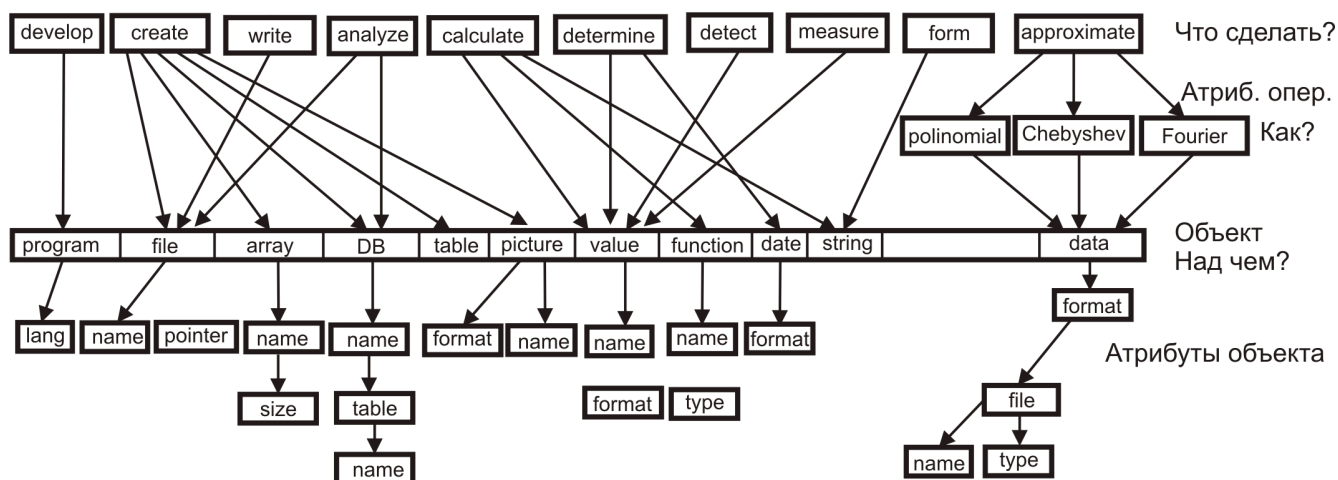 develop create write analyze calculate determine detect measure form approximate Что сделать?
Атриб. опер.
polinomial Chebyshev Fourier Как?
program file array DB table picture value function date string data Объект
Над чем?
format
lang name pointer name name format name name name format
Атрибуты объекта
size table format type file
name name type